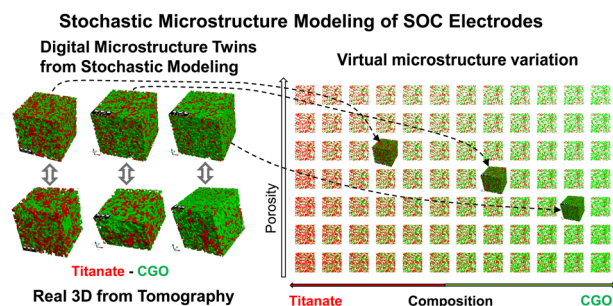 Stochastic Microstructure Modeling of SOC Electrodes
Digital Microstructure Twins
from Stochastic Modeling
Virtual microstructure variation
Porosity
Titanate - CGO
Real 3D from Tomography
Titanate
Composition
CGO